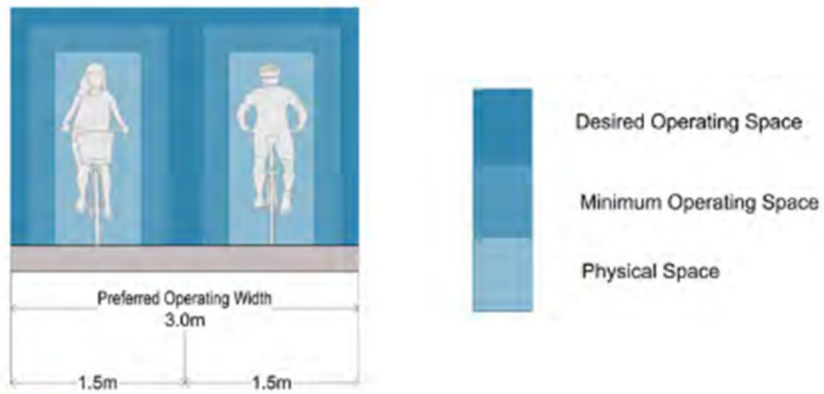 Desired Operating Space
Minimum Operating Space
Physical Space
Preferred Operating Width
3.0m
1.5m
1.5m